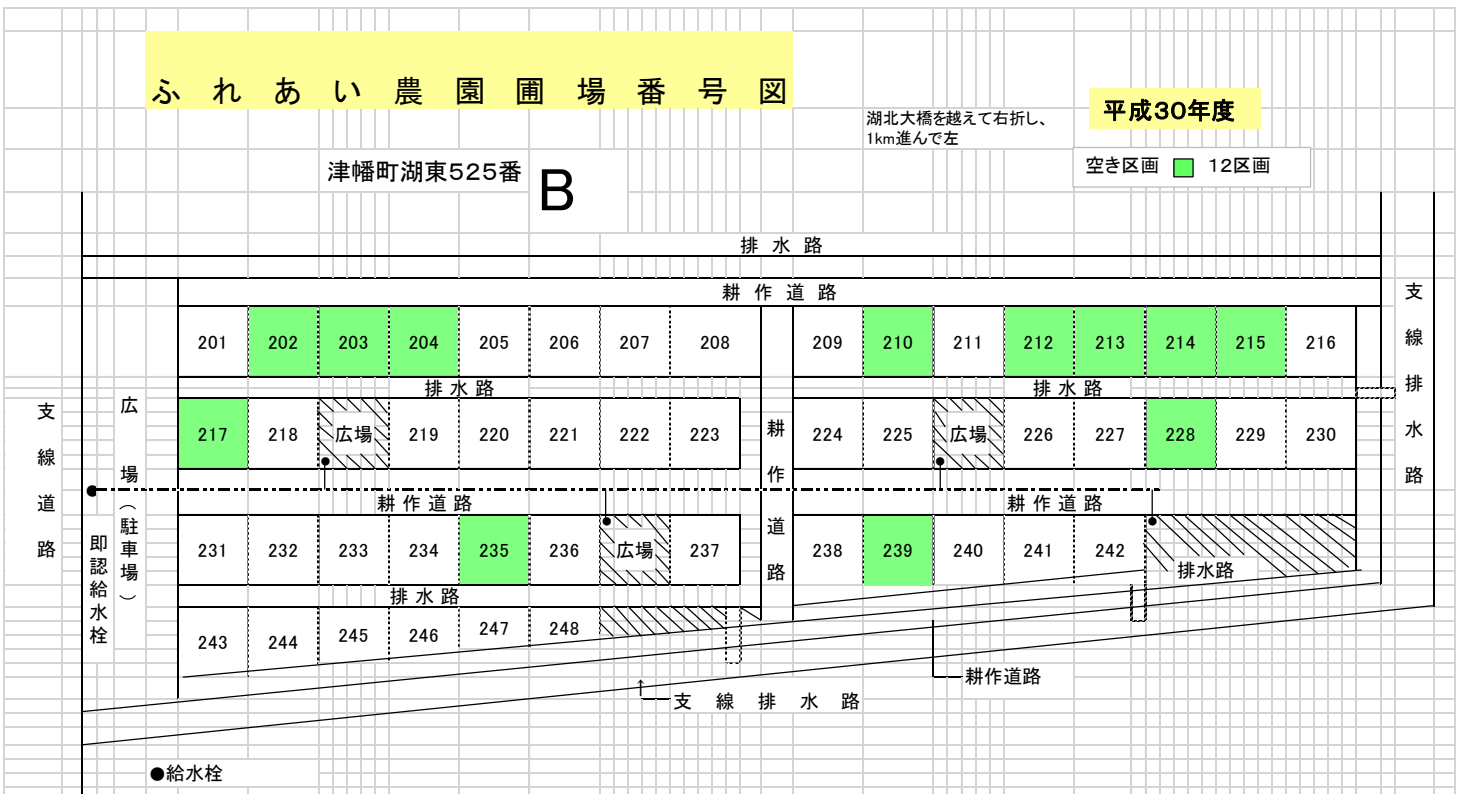 ふれあい農園圃場番号図
湖北大橋を越えて右折し、
1km進んで左
平成30年度
津幡町湖東525番
B
空き区画 12区画
排水路
耕作道路
201 202 203 204 205 206 207 208 209 210 211 212 213 214 215 216
排水路 排水路
217 218 広場 219 220 221 222 223 224 225 広場 226 227 228 229 230
耕作道路 耕作道路
231 232 233 234 235 236 広場 237 238 239 240 241 242
排水路
排水路
243 244 245 246 247 248
耕作道路
支線排水路
支線道路
広場(駐車場)
即認給水栓
耕作道路
支線排水路
●給水栓